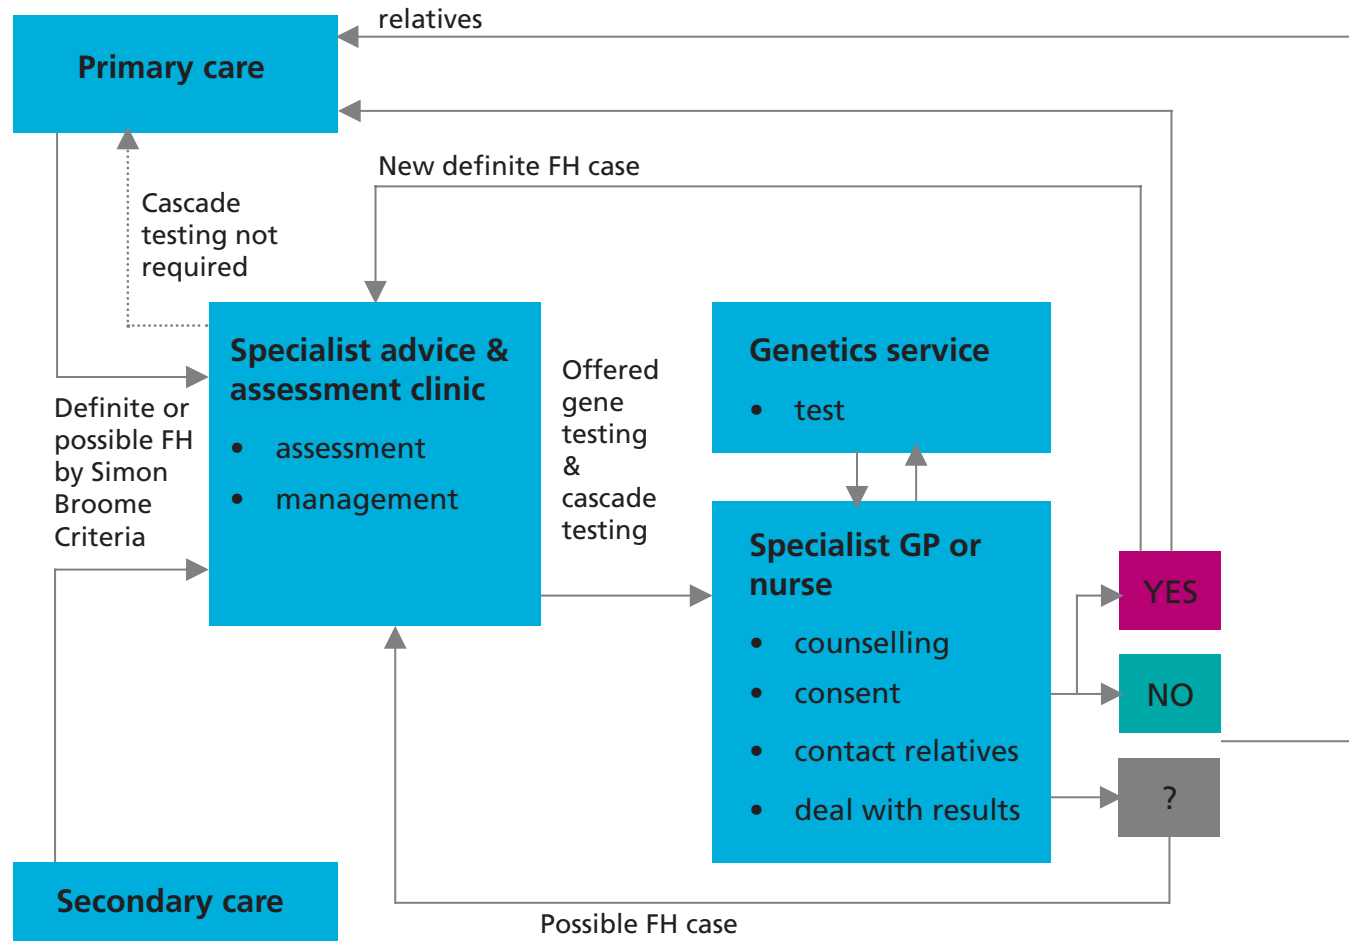 relatives
Primary care
New definite FH case
Cascade
testing not
required
Specialist advice &
assessment clinic
• assessment
• management
Definite or
possible FH
by Simon
Broome
Criteria
Offered
gene
testing
&
cascade
testing
Genetics service
• test
Specialist GP or
nurse
• counselling
• consent
• contact relatives
• deal with results
YES
NO
?
Secondary care
Possible FH case